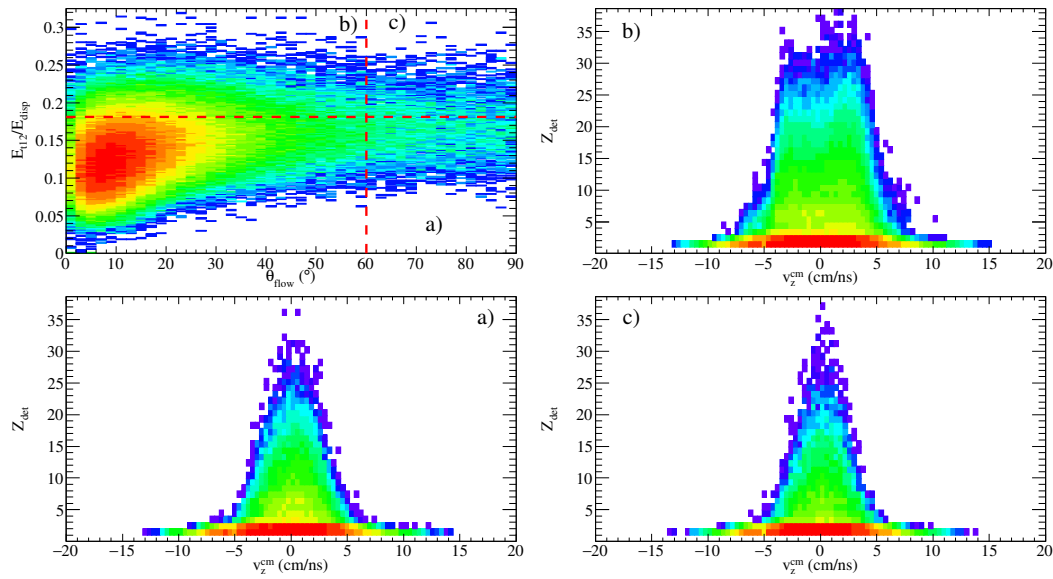 0.3
0.25
0.2
0.15
0.1
0.05
0
E_t12/E_disp
b)
c)
a)
0 10 20 30 40 50 60 70 80 90
θ_flow (°)
b)
35
30
25
20
15
10
5
Z_det
−20 −15 −10 −5 0 5 10 15 20
v_z^cm (cm/ns)
a)
35
30
25
20
15
10
5
Z_det
−20 −15 −10 −5 0 5 10 15 20
v_z^cm (cm/ns)
c)
35
30
25
20
15
10
5
Z_det
−20 −15 −10 −5 0 5 10 15 20
v_z^cm (cm/ns)